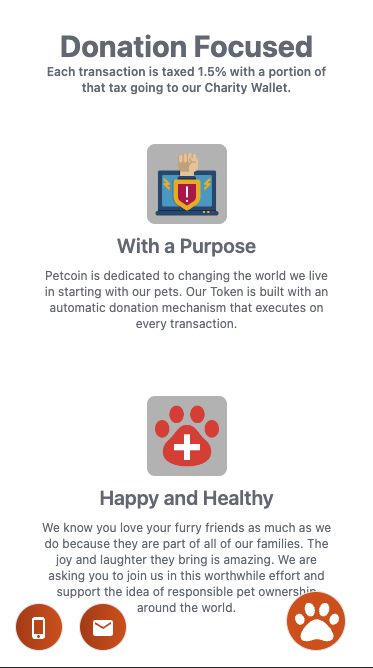 Donation Focused
Each transaction is taxed 1.5% with a portion of
that tax going to our Charity Wallet.
With a Purpose
Petcoin is dedicated to changing the world we live
in starting with our pets. Our Token is built with an
automatic donation mechanism that executes on
every transaction.
Happy and Healthy
We know you love your furry friends as much as we
do because they are part of all of our families. The
joy and laughter they bring is amazing. We are
asking you to join us in this worthwhile effort and
support the idea of responsible pet ownership
around the world.